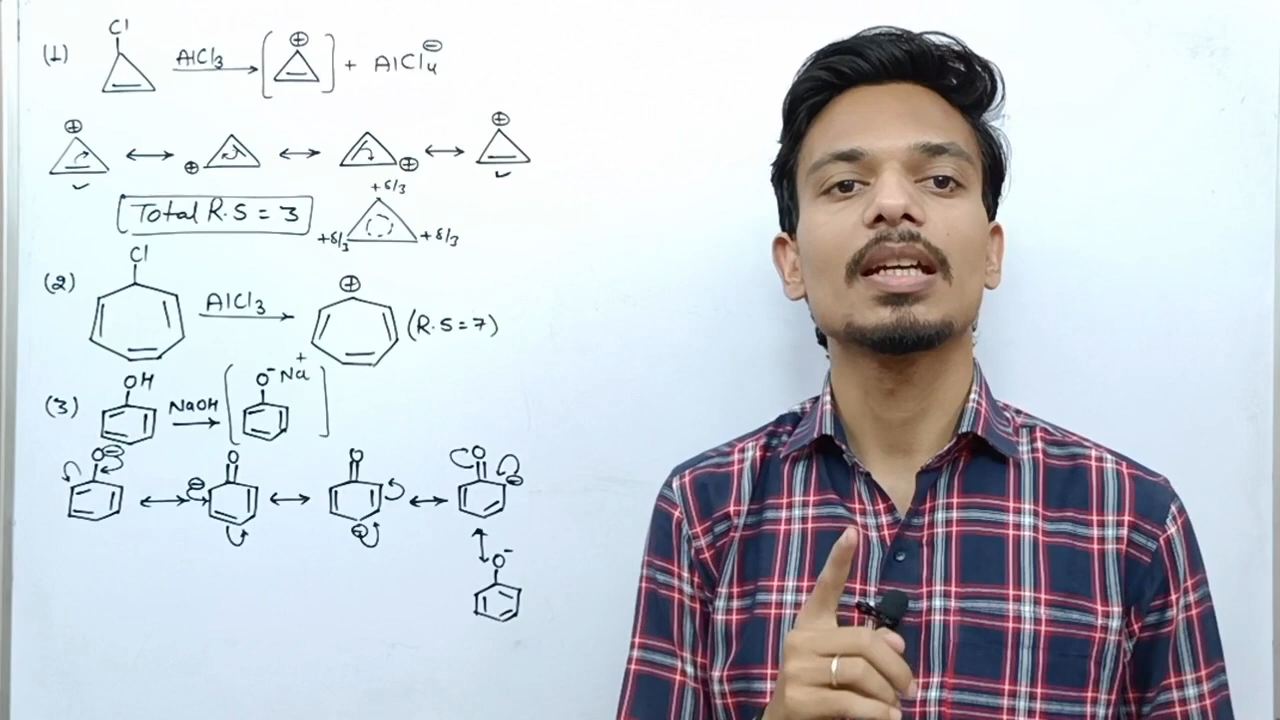 Cl
(1) AlCl₃ ⊕ + AlCl₄⊖
⊕ ⊕ ⊕ ⊕
Total R.S = 3
+δ/3
+δ/3 +δ/3
Cl
(2) AlCl₃ ⊕ (R.S = 7)
OH O⁻Na⁺
(3) NaOH
O⊖ O O O
⊖ ⊖ ⊖
O⁻